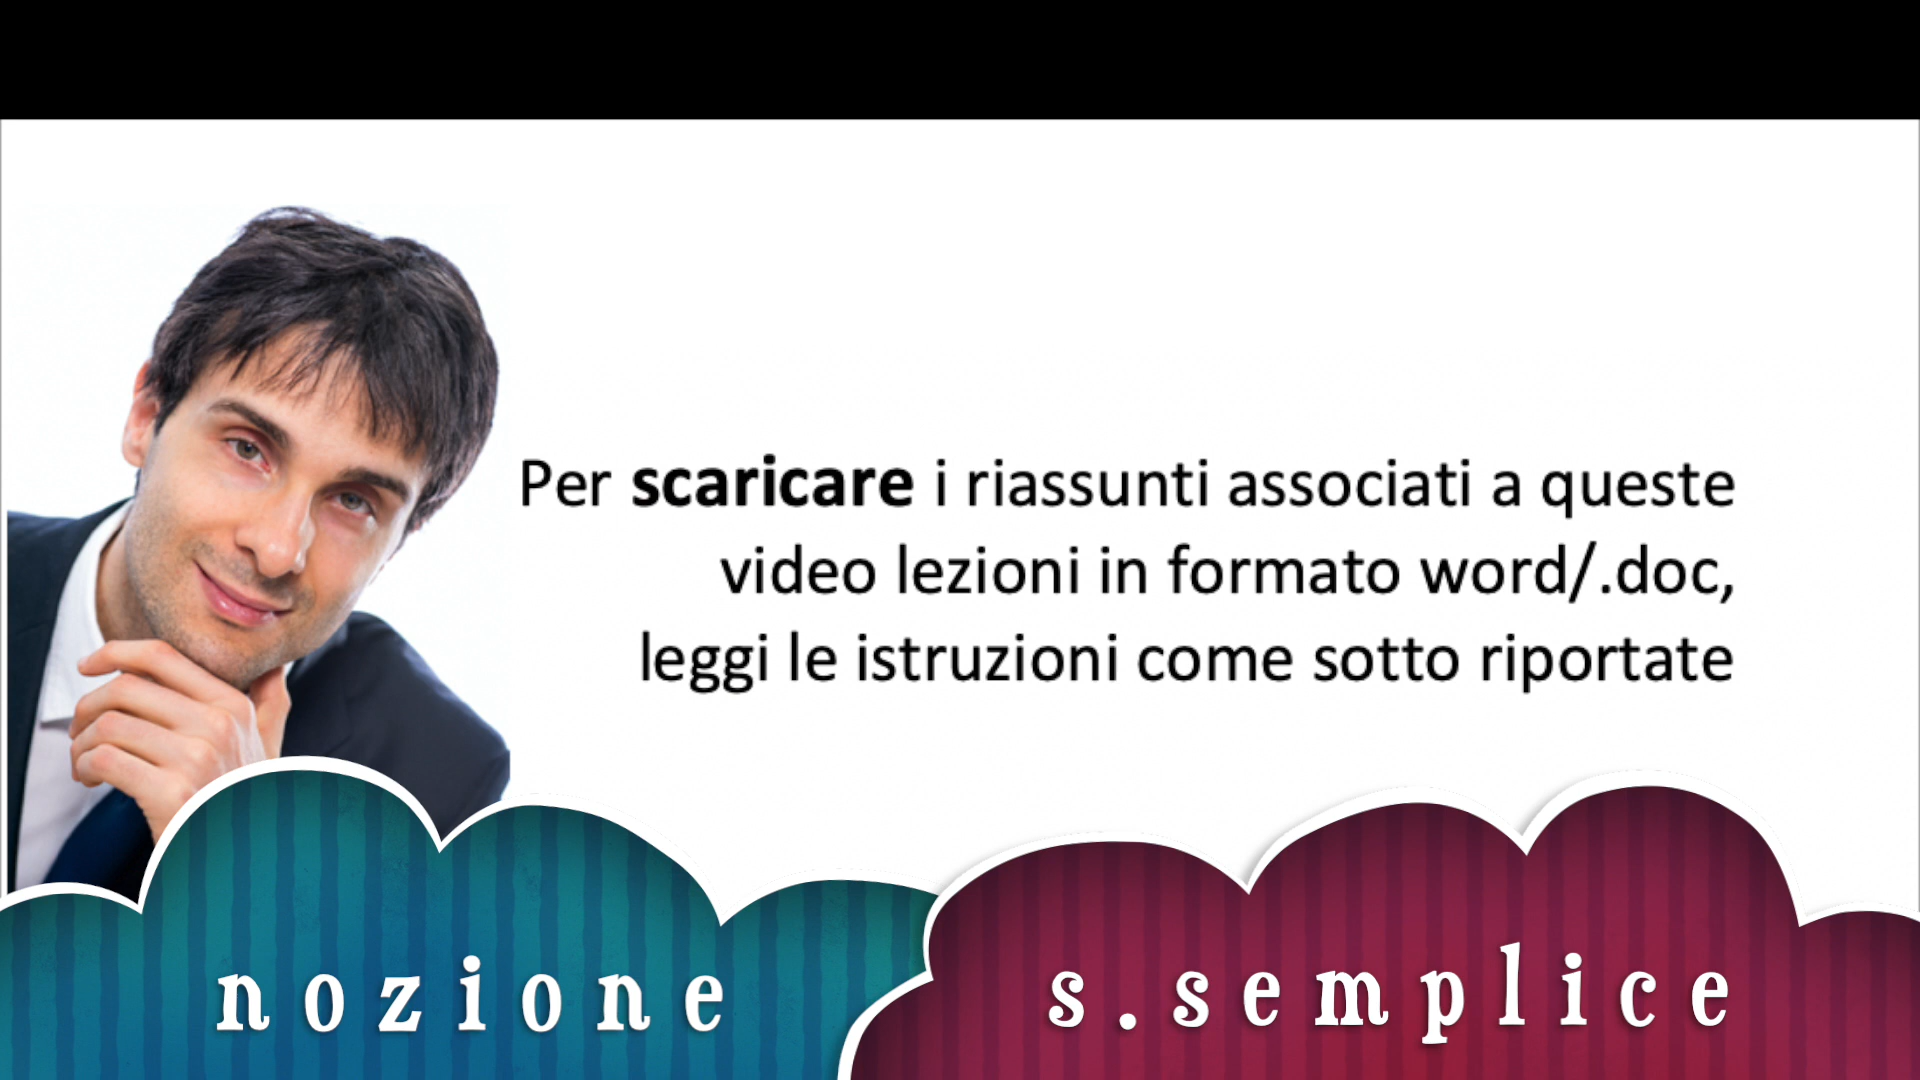 Per scaricare i riassunti associati a queste
video lezioni in formato word/.doc,
leggi le istruzioni come sotto riportate
nozione
s.semplice